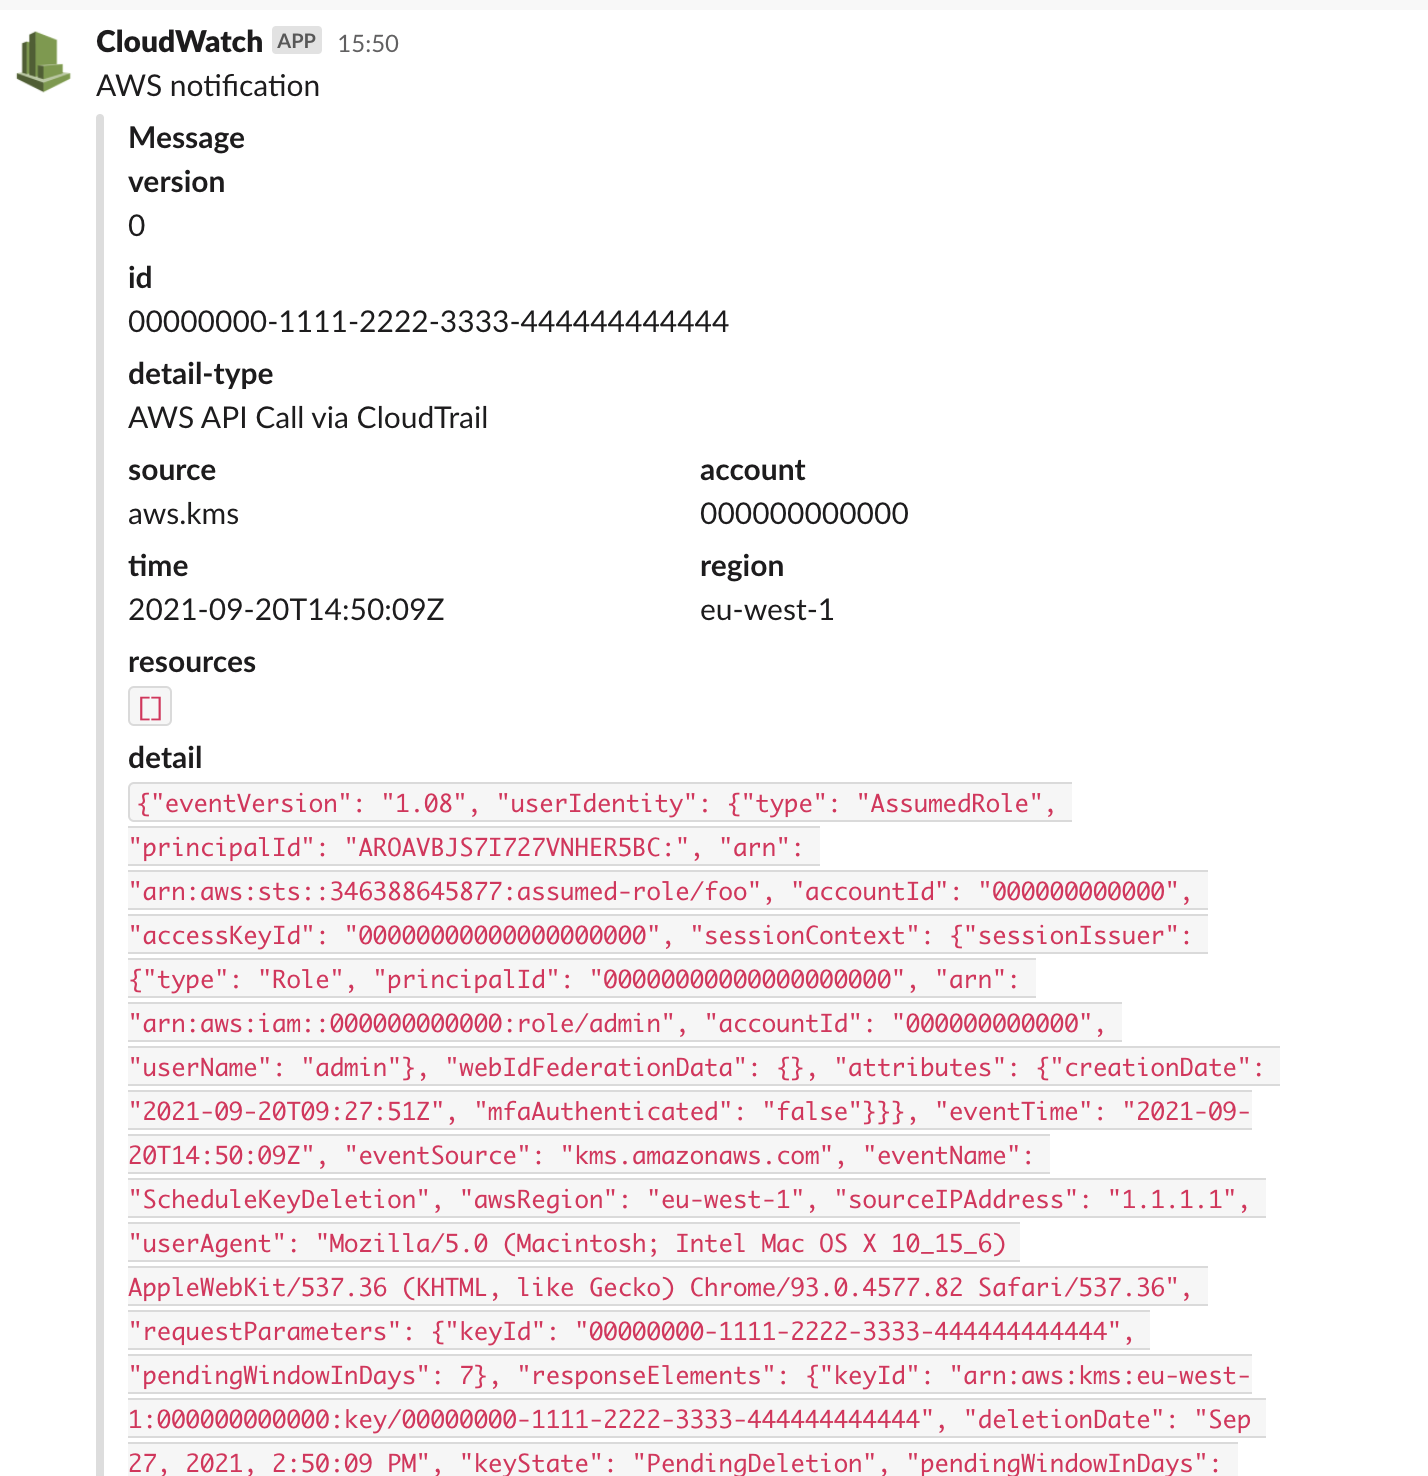 CloudWatch APP 15:50
AWS notification
Message
version
0
id
00000000-1111-2222-3333-444444444444
detail-type
AWS API Call via CloudTrail
source account
aws.kms 000000000000
time region
2021-09-20T14:50:09Z eu-west-1
resources
[]
detail
{"eventVersion": "1.08", "userIdentity": {"type": "AssumedRole",
"principalId": "AROAVBJS7I727VNHER5BC:", "arn":
"arn:aws:sts::346388645877:assumed-role/foo", "accountId": "000000000000",
"accessKeyId": "00000000000000000000", "sessionContext": {"sessionIssuer":
{"type": "Role", "principalId": "00000000000000000000", "arn":
"arn:aws:iam::000000000000:role/admin", "accountId": "000000000000",
"userName": "admin"}, "webIdFederationData": {}, "attributes": {"creationDate":
"2021-09-20T09:27:51Z", "mfaAuthenticated": "false"}}}, "eventTime": "2021-09-
20T14:50:09Z", "eventSource": "kms.amazonaws.com", "eventName":
"ScheduleKeyDeletion", "awsRegion": "eu-west-1", "sourceIPAddress": "1.1.1.1",
"userAgent": "Mozilla/5.0 (Macintosh; Intel Mac OS X 10_15_6)
AppleWebKit/537.36 (KHTML, like Gecko) Chrome/93.0.4577.82 Safari/537.36",
"requestParameters": {"keyId": "00000000-1111-2222-3333-444444444444",
"pendingWindowInDays": 7}, "responseElements": {"keyId": "arn:aws:kms:eu-west-
1:000000000000:key/00000000-1111-2222-3333-444444444444", "deletionDate": "Sep
27, 2021, 2:50:09 PM", "keyState": "PendingDeletion", "pendingWindowInDays":